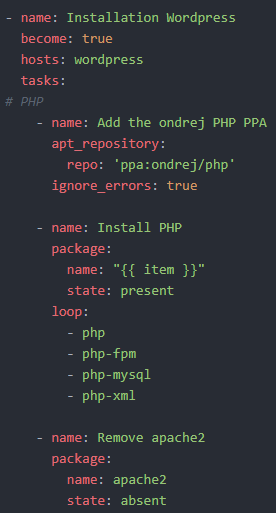 - name: Installation Wordpress
  become: true
  hosts: wordpress
  tasks:
# PHP
    - name: Add the ondrej PHP PPA
      apt_repository:
        repo: 'ppa:ondrej/php'
      ignore_errors: true

    - name: Install PHP
      package:
        name: "{{ item }}"
        state: present
      loop:
        - php
        - php-fpm
        - php-mysql
        - php-xml

    - name: Remove apache2
      package:
        name: apache2
        state: absent